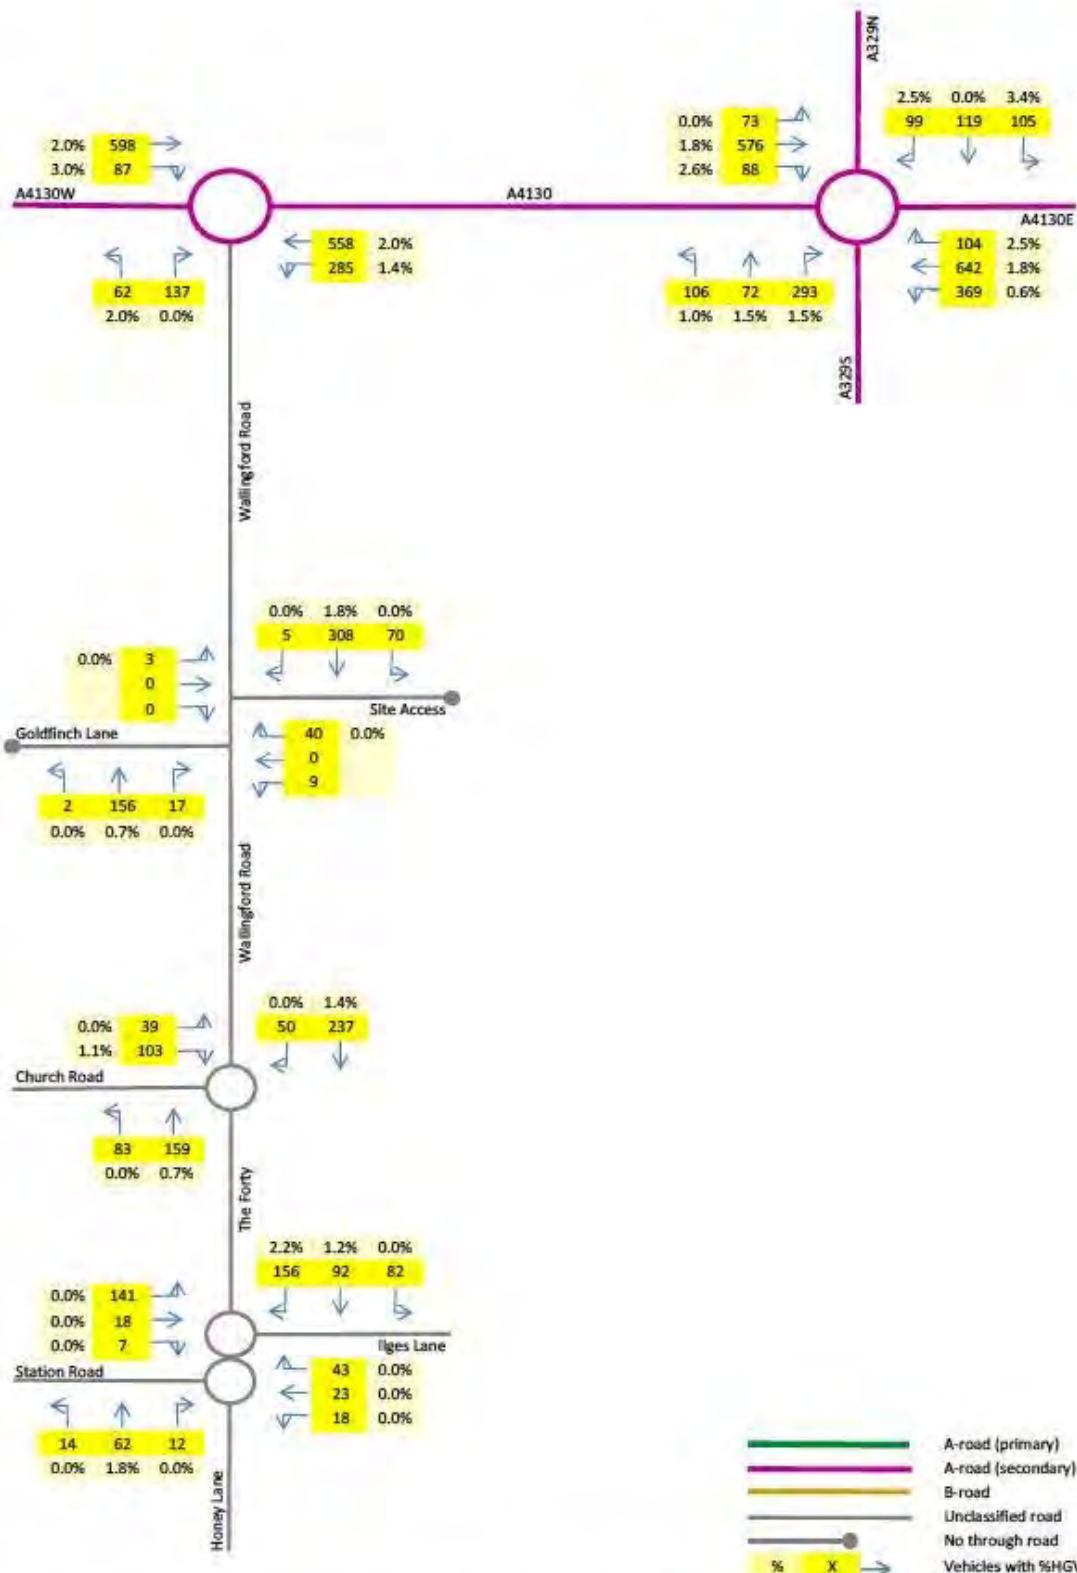 A329N
2.5% 0.0% 3.4%
99 119 105
0.0% 73
1.8% 576
2.6% 88
2.0% 598
3.0% 87
A4130W
A4130
A4130E
558 2.0%
285 1.4%
104 2.5%
642 1.8%
369 0.6%
62 137
2.0% 0.0%
106 72 293
1.0% 1.5% 1.5%
A329S
Wallingford Road
0.0% 1.8% 0.0%
5 308 70
0.0% 3
0
0
Site Access
Goldfinch Lane
40 0.0%
0
9
2 156 17
0.0% 0.7% 0.0%
Wallingford Road
0.0% 1.4%
50 237
0.0% 39
1.1% 103
Church Road
83 159
0.0% 0.7%
The Forty
2.2% 1.2% 0.0%
156 92 82
0.0% 141
0.0% 18
0.0% 7
Ilges Lane
Station Road
43 0.0%
23 0.0%
18 0.0%
14 62 12
0.0% 1.8% 0.0%
Honey Lane
A-road (primary)
A-road (secondary)
B-road
Unclassified road
No through road
% X Vehicles with %HGV